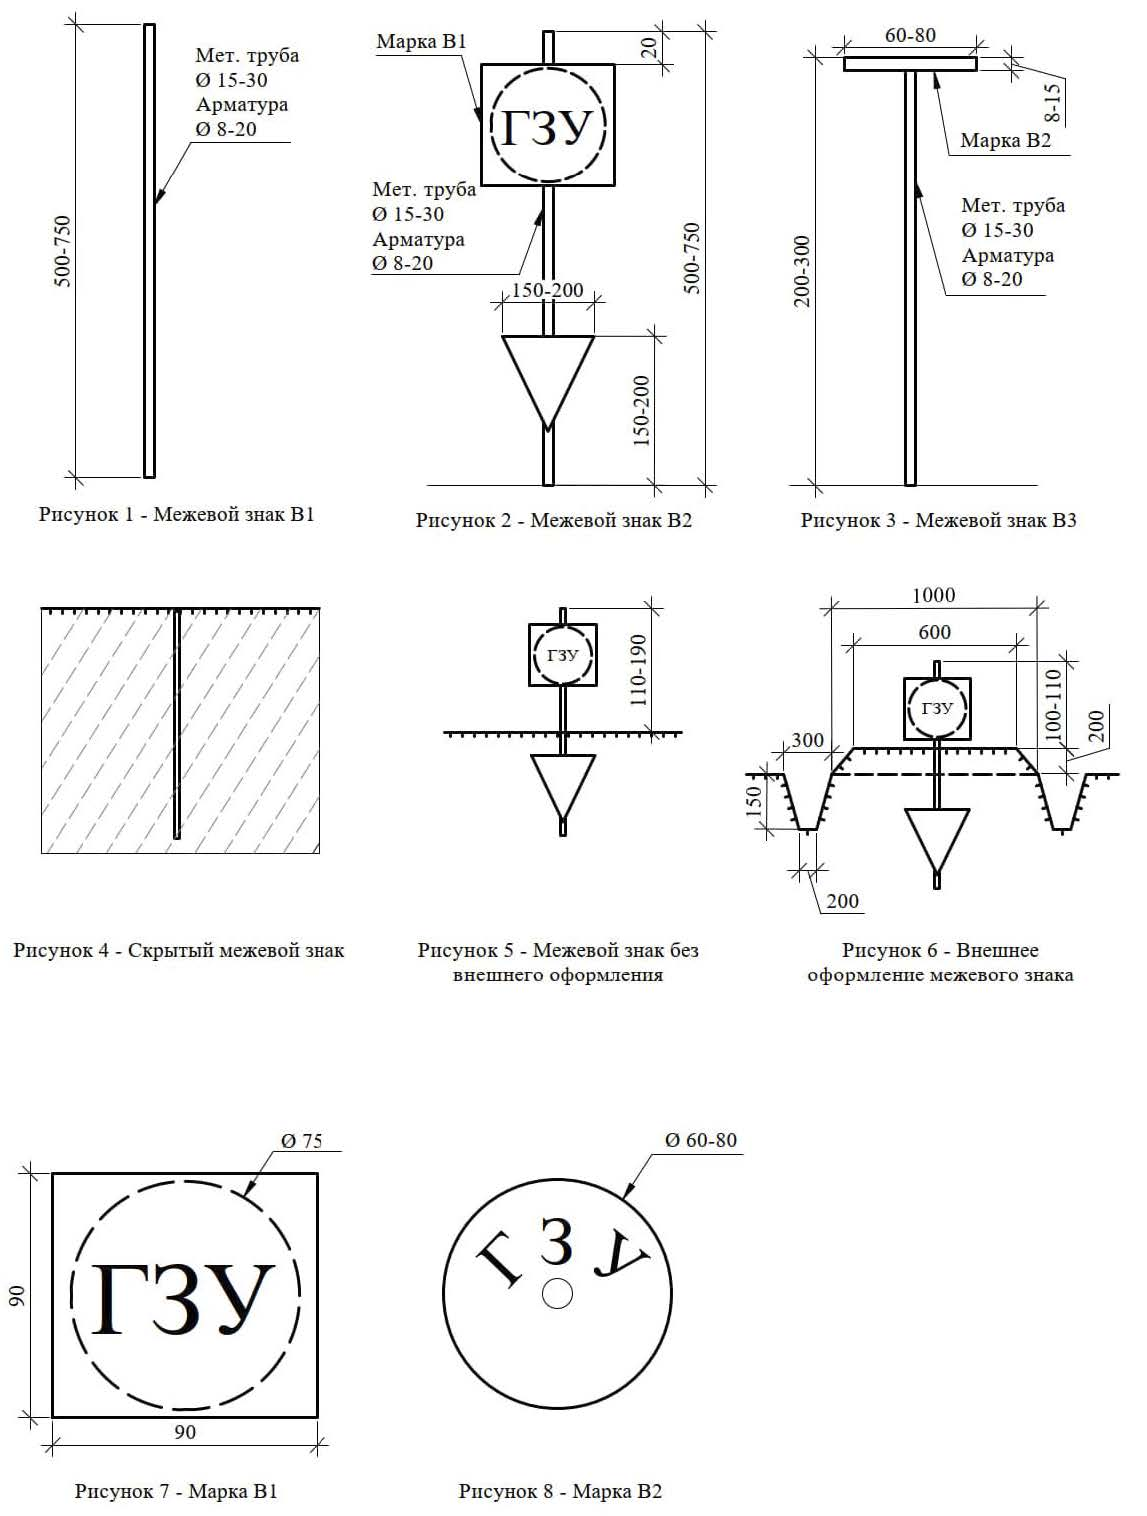 500-750
Мет. труба
Ø 15-30
Арматура
Ø 8-20
Рисунок 1 - Межевой знак В1
Марка В1
20
ГЗУ
Мет. труба
Ø 15-30
Арматура
Ø 8-20
150-200
150-200
500-750
Рисунок 2 - Межевой знак В2
60-80
8-15
Марка В2
Мет. труба
Ø 15-30
Арматура
Ø 8-20
200-300
Рисунок 3 - Межевой знак В3
Рисунок 4 - Скрытый межевой знак
ГЗУ
110-190
Рисунок 5 - Межевой знак без
внешнего оформления
1000
600
ГЗУ
100-110
200
300
150
200
Рисунок 6 - Внешнее
оформление межевого знака
Ø 75
ГЗУ
90
90
Рисунок 7 - Марка В1
Ø 60-80
ГЗУ
Рисунок 8 - Марка В2